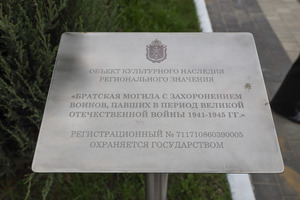 ОБЪЕКТ КУЛЬТУРНОГО НАСЛЕДИЯ
РЕГИОНАЛЬНОГО ЗНАЧЕНИЯ
«БРАТСКАЯ МОГИЛА С ЗАХОРОНЕНИЕМ
ВОИНОВ, ПАВШИХ В ПЕРИОД ВЕЛИКОЙ
ОТЕЧЕСТВЕННОЙ ВОЙНЫ 1941-1945 ГГ.»
РЕГИСТРАЦИОННЫЙ № 711710860390005
ОХРАНЯЕТСЯ ГОСУДАРСТВОМ